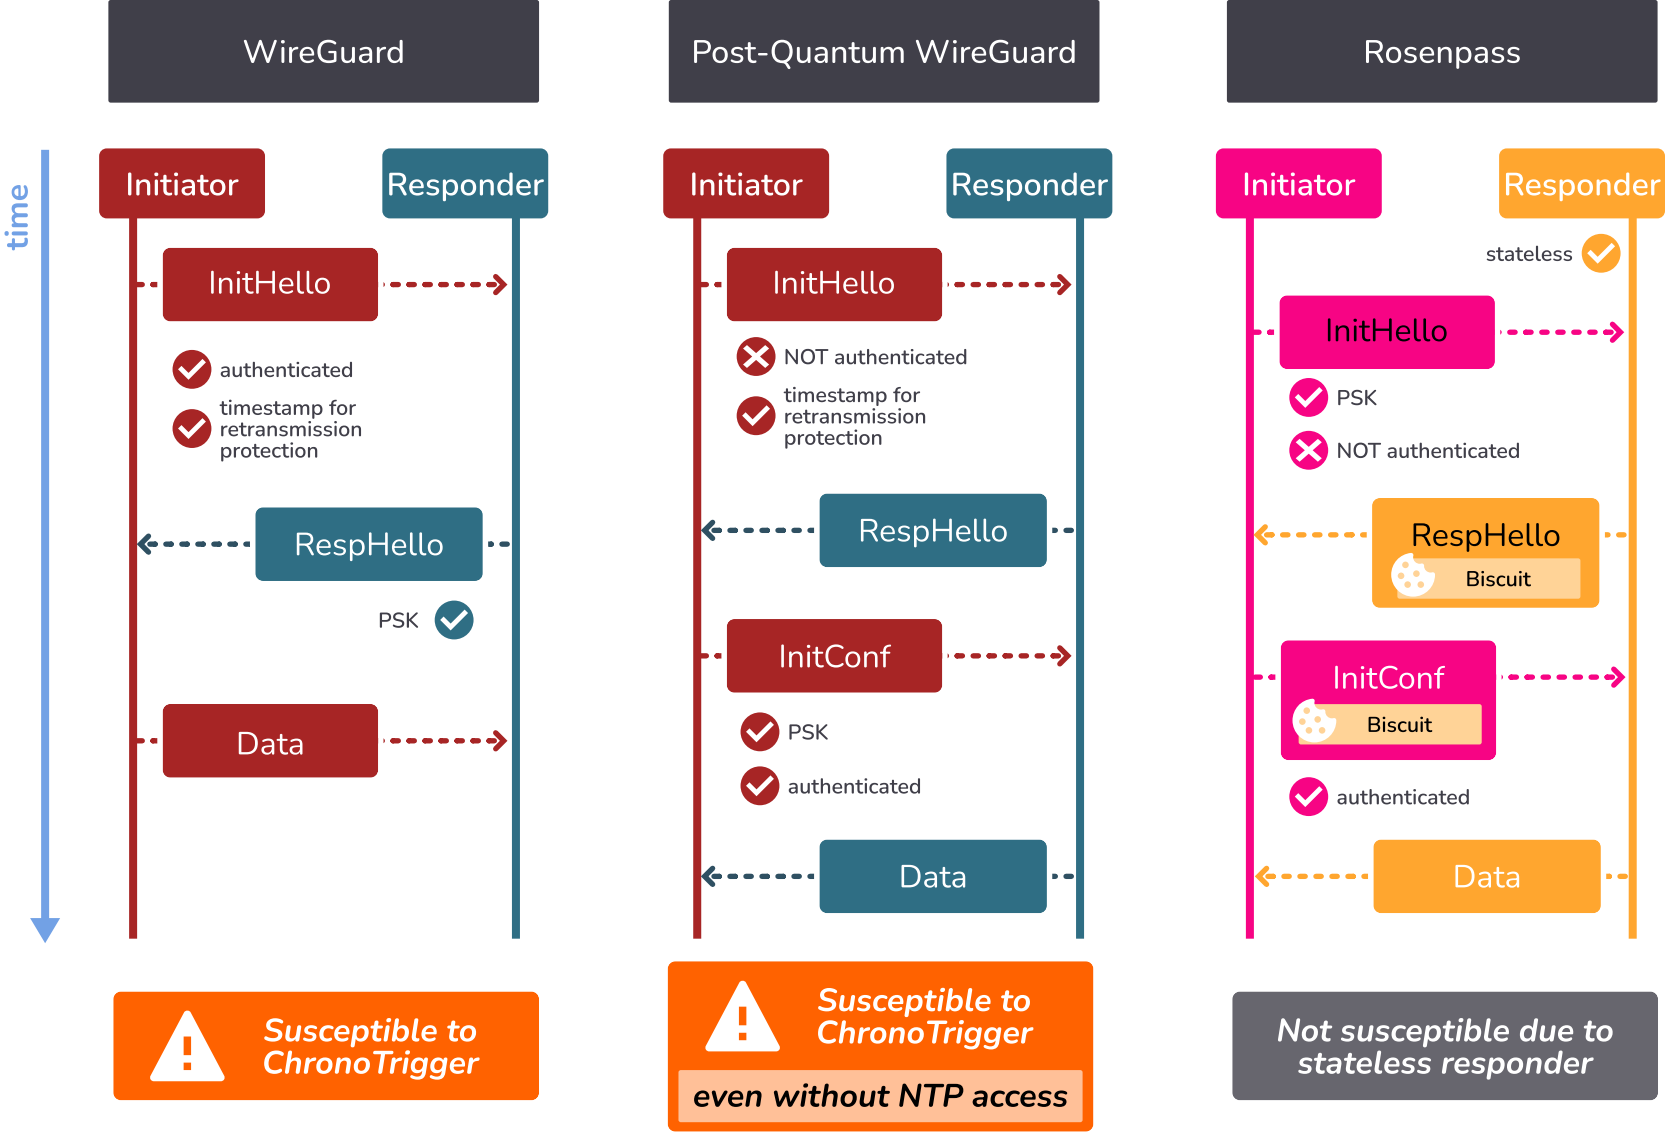 WireGuard
Post-Quantum WireGuard
Rosenpass
time
Initiator
Responder
InitHello
authenticated
timestamp for
retransmission
protection
RespHello
PSK
Data
Susceptible to
ChronoTrigger
Initiator
Responder
InitHello
NOT authenticated
timestamp for
retransmission
protection
RespHello
InitConf
PSK
authenticated
Data
Susceptible to
ChronoTrigger
even without NTP access
Initiator
Responder
stateless
InitHello
PSK
NOT authenticated
RespHello
Biscuit
InitConf
Biscuit
authenticated
Data
Not susceptible due to
stateless responder